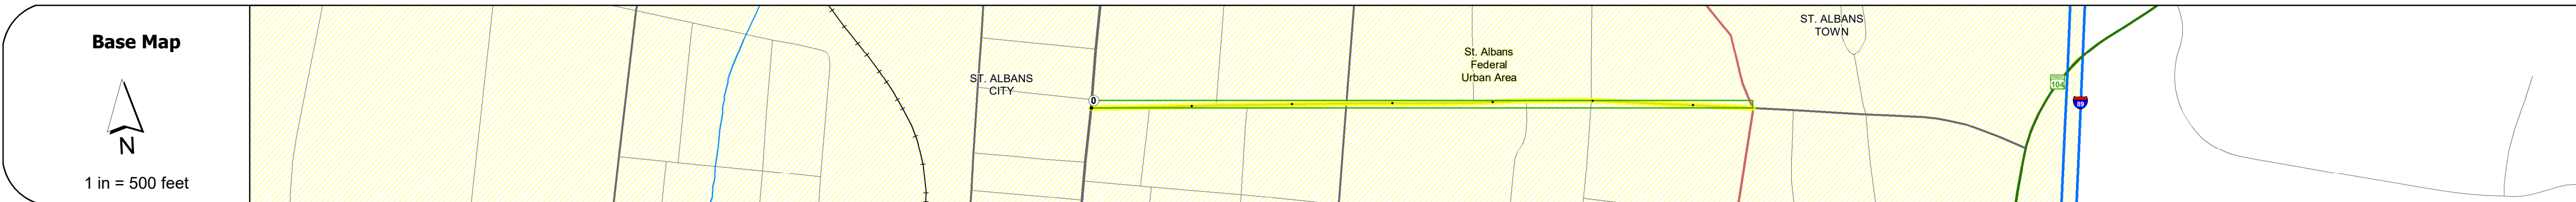 Base Map
N
1 in = 500 feet
ST. ALBANS
CITY
0
St. Albans
Federal
Urban Area
ST. ALBANS
TOWN
104
89